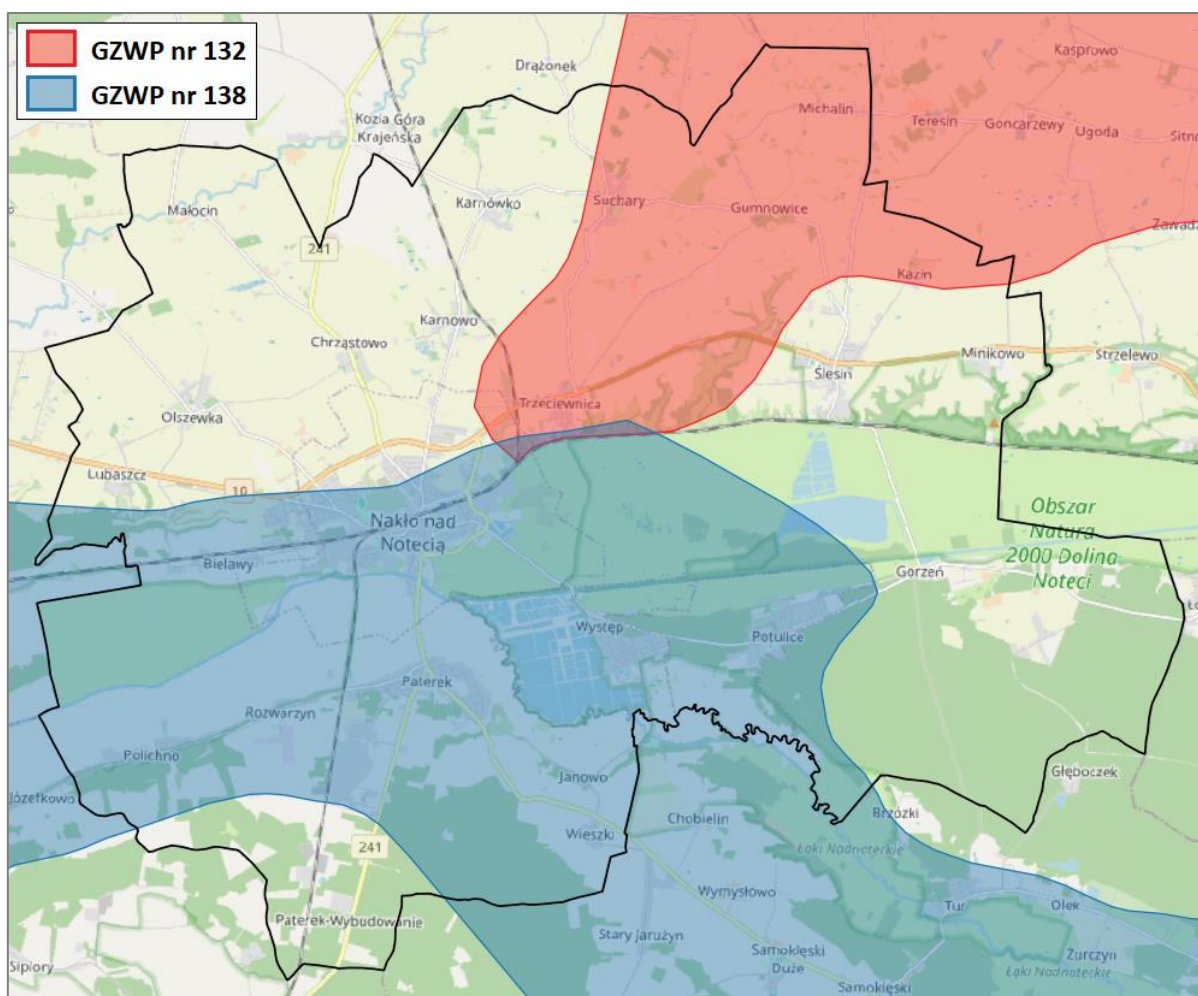 GZWP nr 132
GZWP nr 138
Kasprowo
Drążonek
Michalin
Teresin
Goncarzewy
Ugoda
Kozia Góra
Krajeńska
Suchary
Gumnowice
Karnówko
Małocin
241
Kazin
Karnowo
Chrząstowo
Minikowo
Strzelewo
Ślesin
Trzeciewnica
Olszewka
Lubaszcz
10
Nakło nad
Notecią
Obszar
Natura
2000 Dolina
Noteci
Bielawy
Gorzeń
Występ
Potulice
Paterek
Rozwarzyn
Polichno
Józefkowo
Janowo
Głęboczek
Wieszki
Chobielin
Brzózki
Łąki Nadnoteckie
241
Wymysłowo
Tur
Olek
Paterek-Wybudowanie
Stary Jarużyn
Samoklęski
Duże
Żurczyn
Sipiory
Łąki Nadnoteckie
Samoklęski